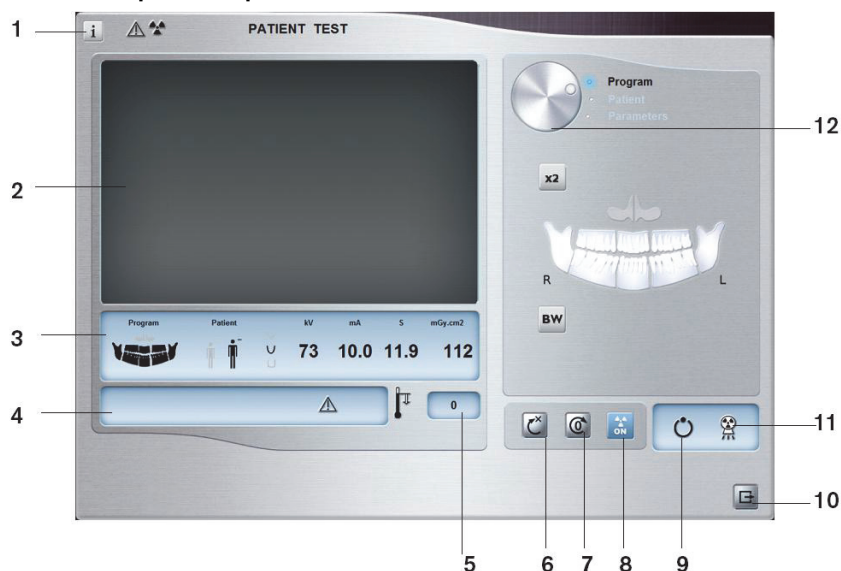 1 i PATIENT TEST
Program
Patient
Parameters
12
x2
2
R L
BW
Program Patient kV mA S mGy.cm2
3 73 10.0 11.9 112
4 0 ON 11
10
5 6 7 8 9